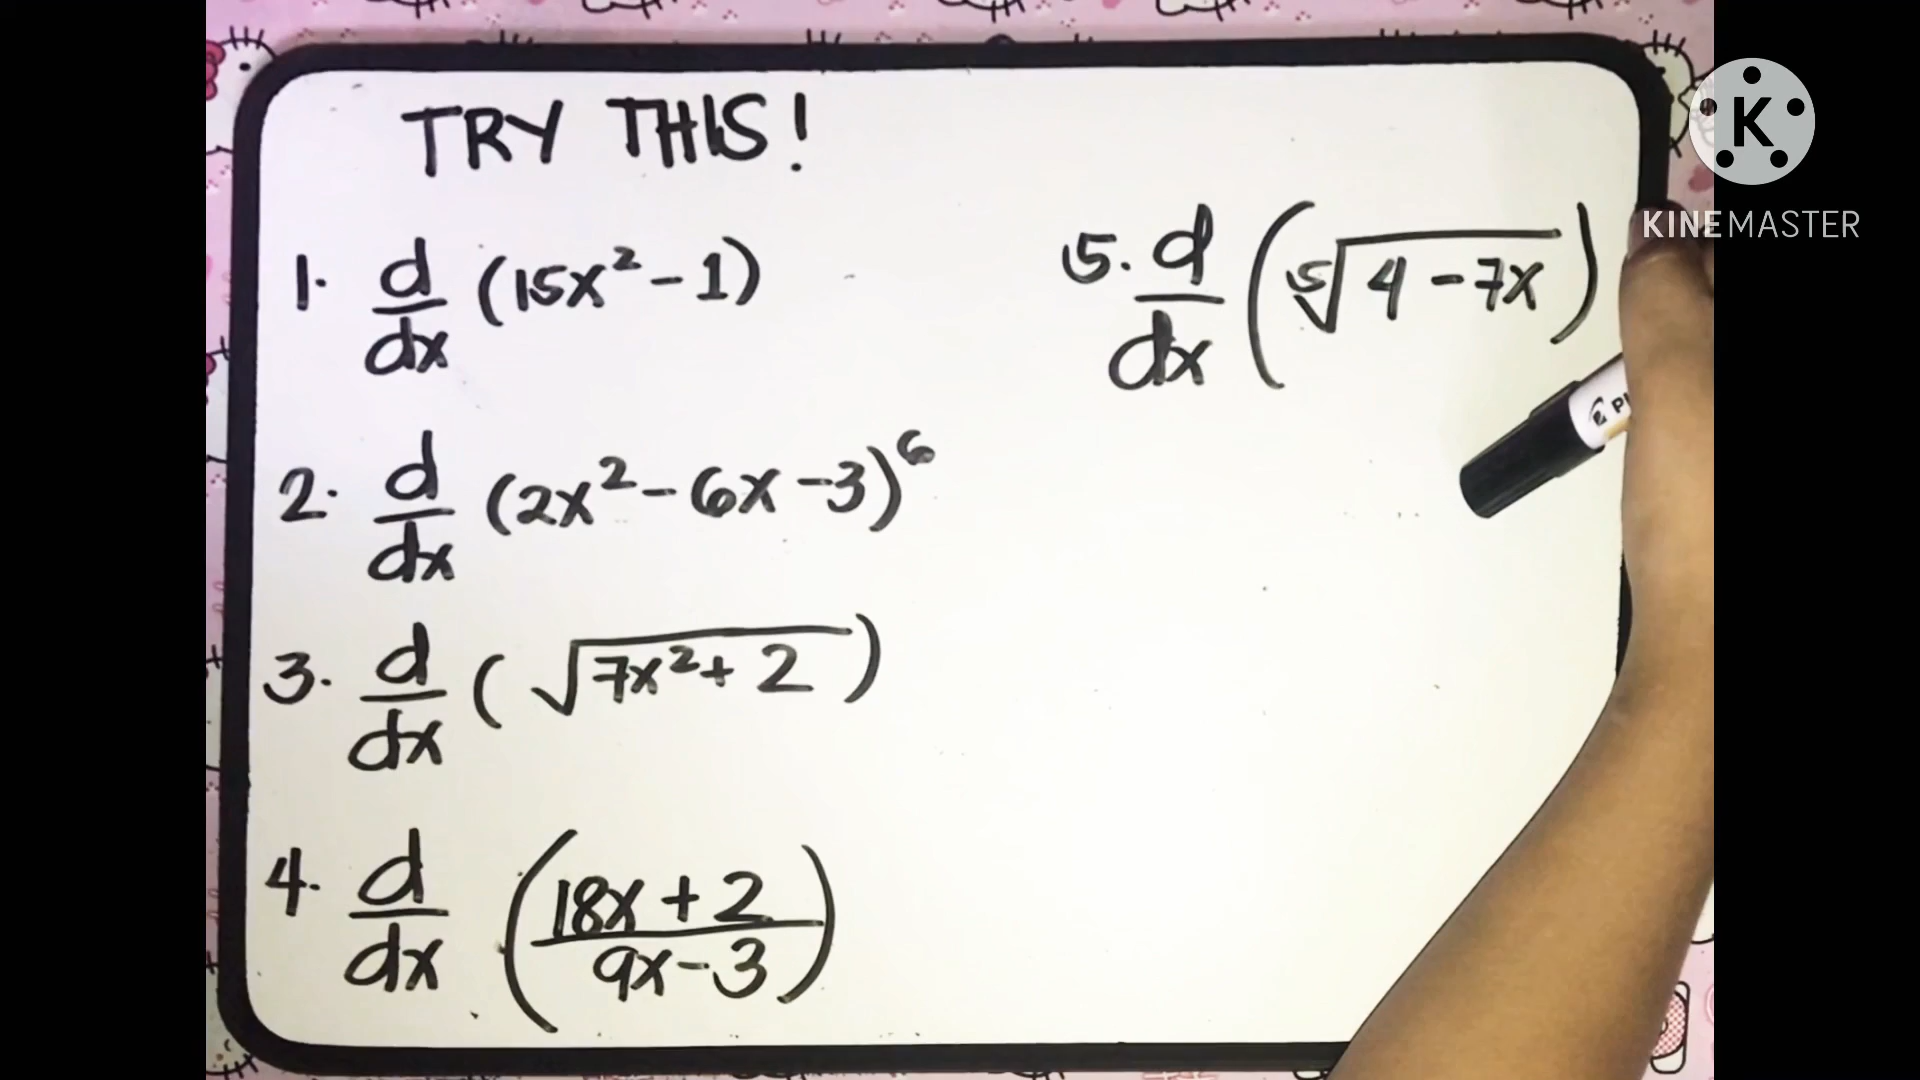 TRY THIS!
1. d/dx (15x² - 1)
2. d/dx (2x² - 6x - 3)⁶
3. d/dx (√(7x² + 2))
4. d/dx ((18x + 2)/(9x - 3))
5. d/dx (⁵√(4 - 7x))
K
KINEMASTER